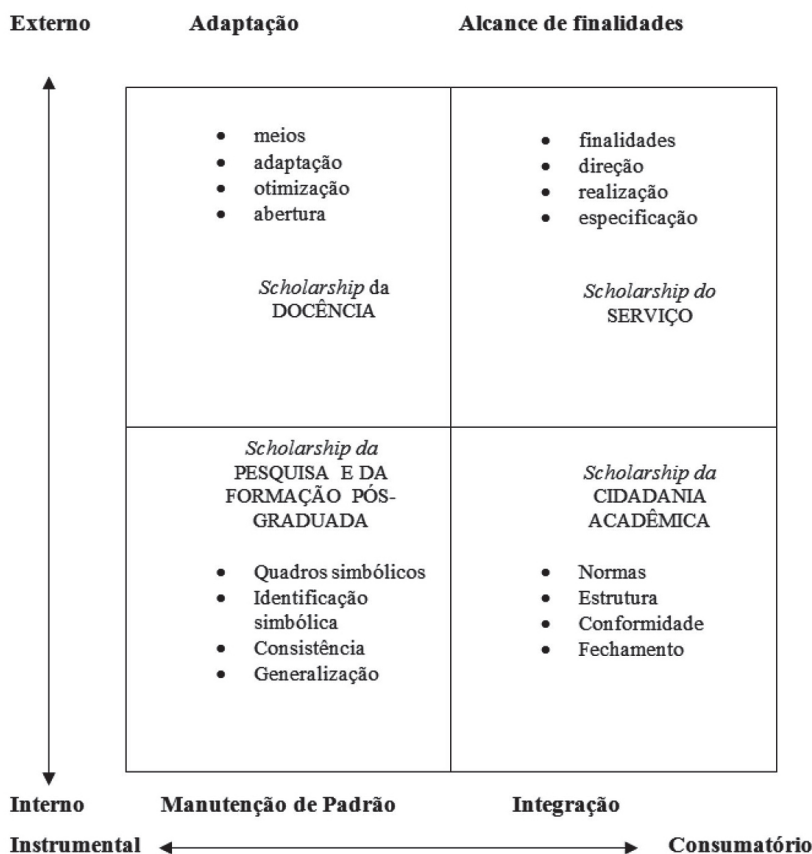 Externo Adaptação Alcance de finalidades
• meios
• adaptação
• otimização
• abertura
Scholarship da
DOCÊNCIA
• finalidades
• direção
• realização
• especificação
Scholarship do
SERVIÇO
Scholarship da
PESQUISA E DA
FORMAÇÃO PÓS-
GRADUADA
• Quadros simbólicos
• Identificação
simbólica
• Consistência
• Generalização
Scholarship da
CIDADANIA
ACADÊMICA
• Normas
• Estrutura
• Conformidade
• Fechamento
Interno Manutenção de Padrão Integração
Instrumental Consumatório